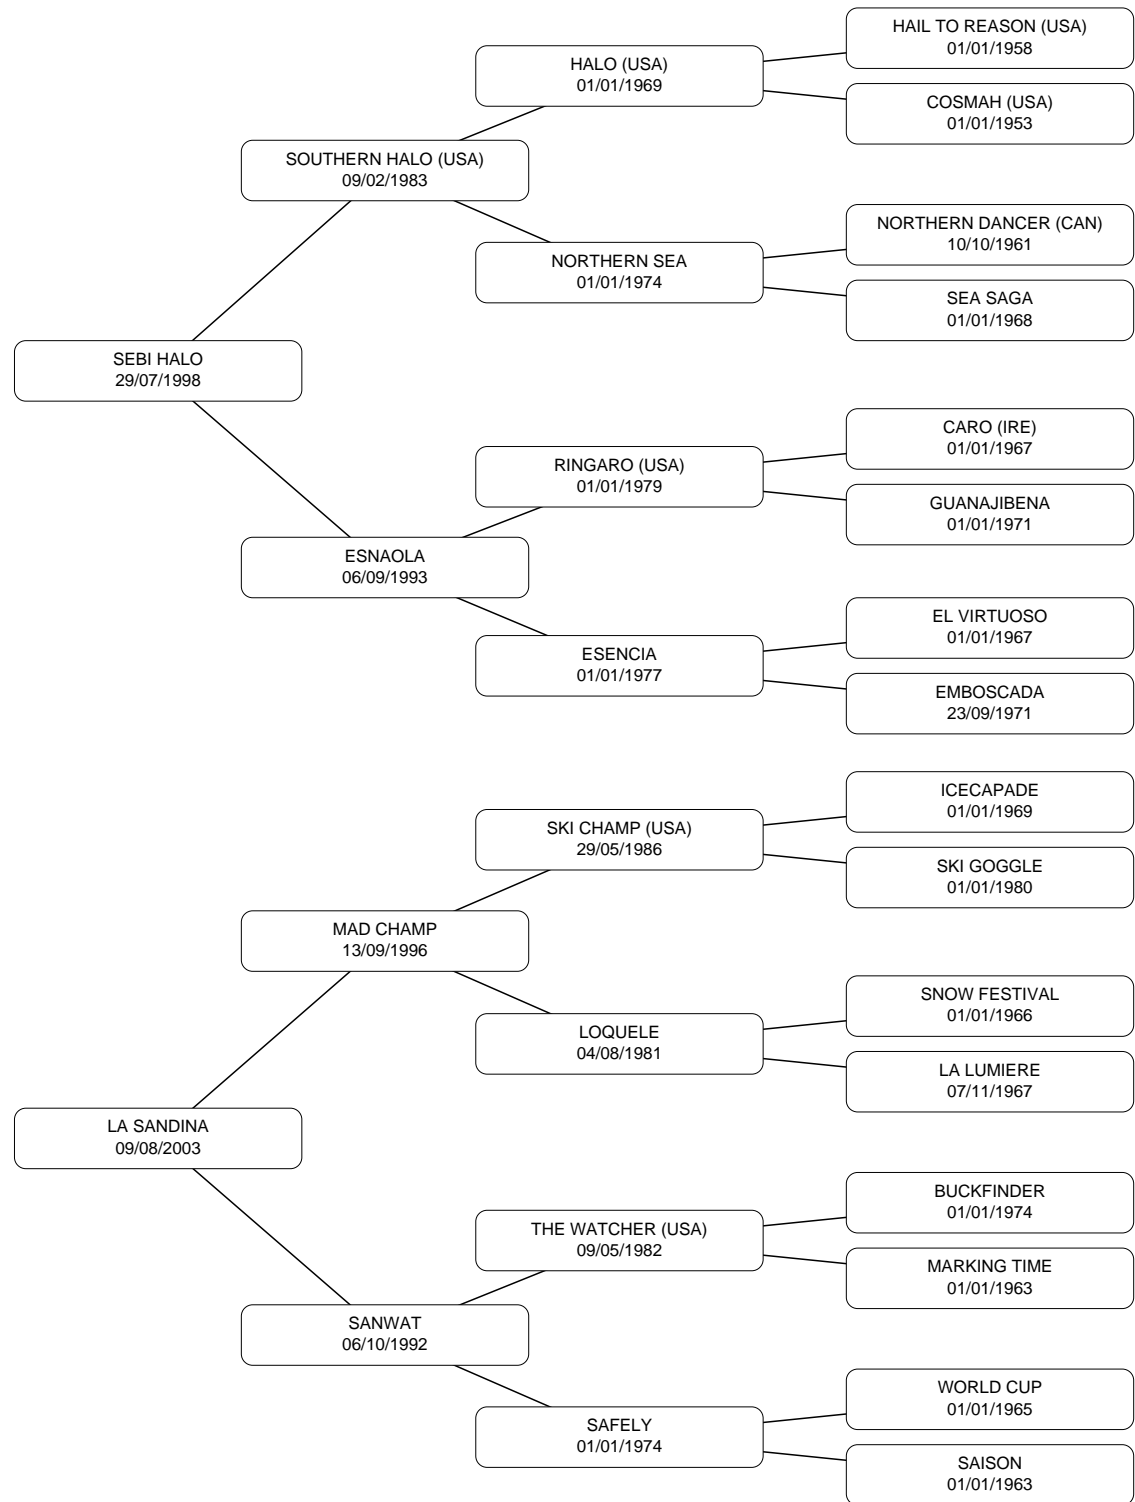 HAIL TO REASON (USA)
01/01/1958
HALO (USA)
01/01/1969
COSMAH (USA)
01/01/1953
SOUTHERN HALO (USA)
09/02/1983
NORTHERN DANCER (CAN)
10/10/1961
NORTHERN SEA
01/01/1974
SEA SAGA
01/01/1968
SEBI HALO
29/07/1998
CARO (IRE)
01/01/1967
RINGARO (USA)
01/01/1979
GUANAJIBENA
01/01/1971
ESNAOLA
06/09/1993
EL VIRTUOSO
01/01/1967
ESENCIA
01/01/1977
EMBOSCADA
23/09/1971
ICECAPADE
01/01/1969
SKI CHAMP (USA)
29/05/1986
SKI GOGGLE
01/01/1980
MAD CHAMP
13/09/1996
SNOW FESTIVAL
01/01/1966
LOQUELE
04/08/1981
LA LUMIERE
07/11/1967
LA SANDINA
09/08/2003
BUCKFINDER
01/01/1974
THE WATCHER (USA)
09/05/1982
MARKING TIME
01/01/1963
SANWAT
06/10/1992
WORLD CUP
01/01/1965
SAFELY
01/01/1974
SAISON
01/01/1963